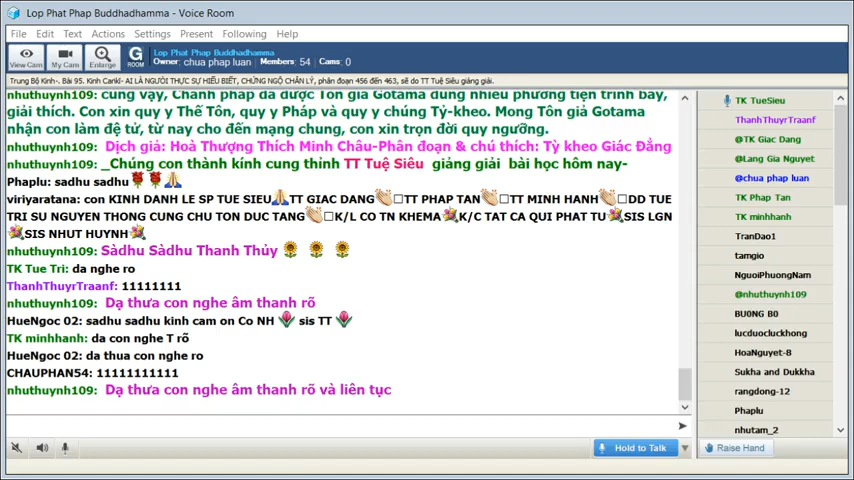 Lop Phat Phap Buddhadhamma - Voice Room
File Edit Text Actions Settings Present Following Help
View Cam My Cam Enlarge G ROOM
Lop Phat Phap Buddhadhamma
Owner: chua phap luan Members: 54 Cams: 0
Trung Bộ Kinh-. Bài 95. Kinh Canki- AI LÀ NGƯỜI THỰC SỰ HIỂU BIẾT, CHỨNG NGỘ CHÂN LÝ, phân đoạn 456 đến 463, sẽ do TT Tuệ Siêu giảng giải.
nhuthuynh109: cũng vậy, Chánh pháp đã được Tôn giả Gotama dùng nhiều phương tiện trình bày,
giải thích. Con xin quy y Thế Tôn, quy y Pháp và quy y chúng Tỷ-kheo. Mong Tôn giả Gotama
nhận con làm đệ tử, từ nay cho đến mạng chung, con xin trọn đời quy ngưỡng.
nhuthuynh109: Dịch giả: Hoà Thượng Thích Minh Châu-Phân đoạn & chú thích: Tỳ kheo Giác Đẳng
nhuthuynh109: _Chúng con thành kính cung thỉnh TT Tuệ Siêu giảng giải bài học hôm nay-
Phaplu: sadhu sadhu
viriyaratana: con KINH DANH LE SP TUE SIEU TT GIAC DANG TT PHAP TAN TT MINH HANH DD TUE
TRI SU NGUYEN THONG CUNG CHU TON DUC TANG K/L CO TN KHEMA K/C TAT CA QUI PHAT TU SIS LGN
SIS NHUT HUYNH
nhuthuynh109: Sàdhu Sàdhu Thanh Thủy
TK Tue Tri: da nghe ro
ThanhThuyrTraanf: 11111111
nhuthuynh109: Dạ thưa con nghe âm thanh rõ
HueNgoc 02: sadhu sadhu kình cam on Co NH sis TT
TK minhhanh: da con nghe T rõ
HueNgoc 02: da thua con nghe ro
CHAUPHAN54: 11111111111
nhuthuynh109: Dạ thưa con nghe âm thanh rõ và liên tục
Hold to Talk
Raise Hand
TK TueSieu
ThanhThuyrTraanf
@TK Giac Dang
@Lang Gia Nguyet
@chua phap luan
TK Phap Tan
TK minhhanh
TranDao1
tamgio
NguoiPhuongNam
@nhuthuynh109
BU0NG B0
lucduocluckhong
HoaNguyet-8
Sukha and Dukkha
rangdong-12
Phaplu
nhutam_2